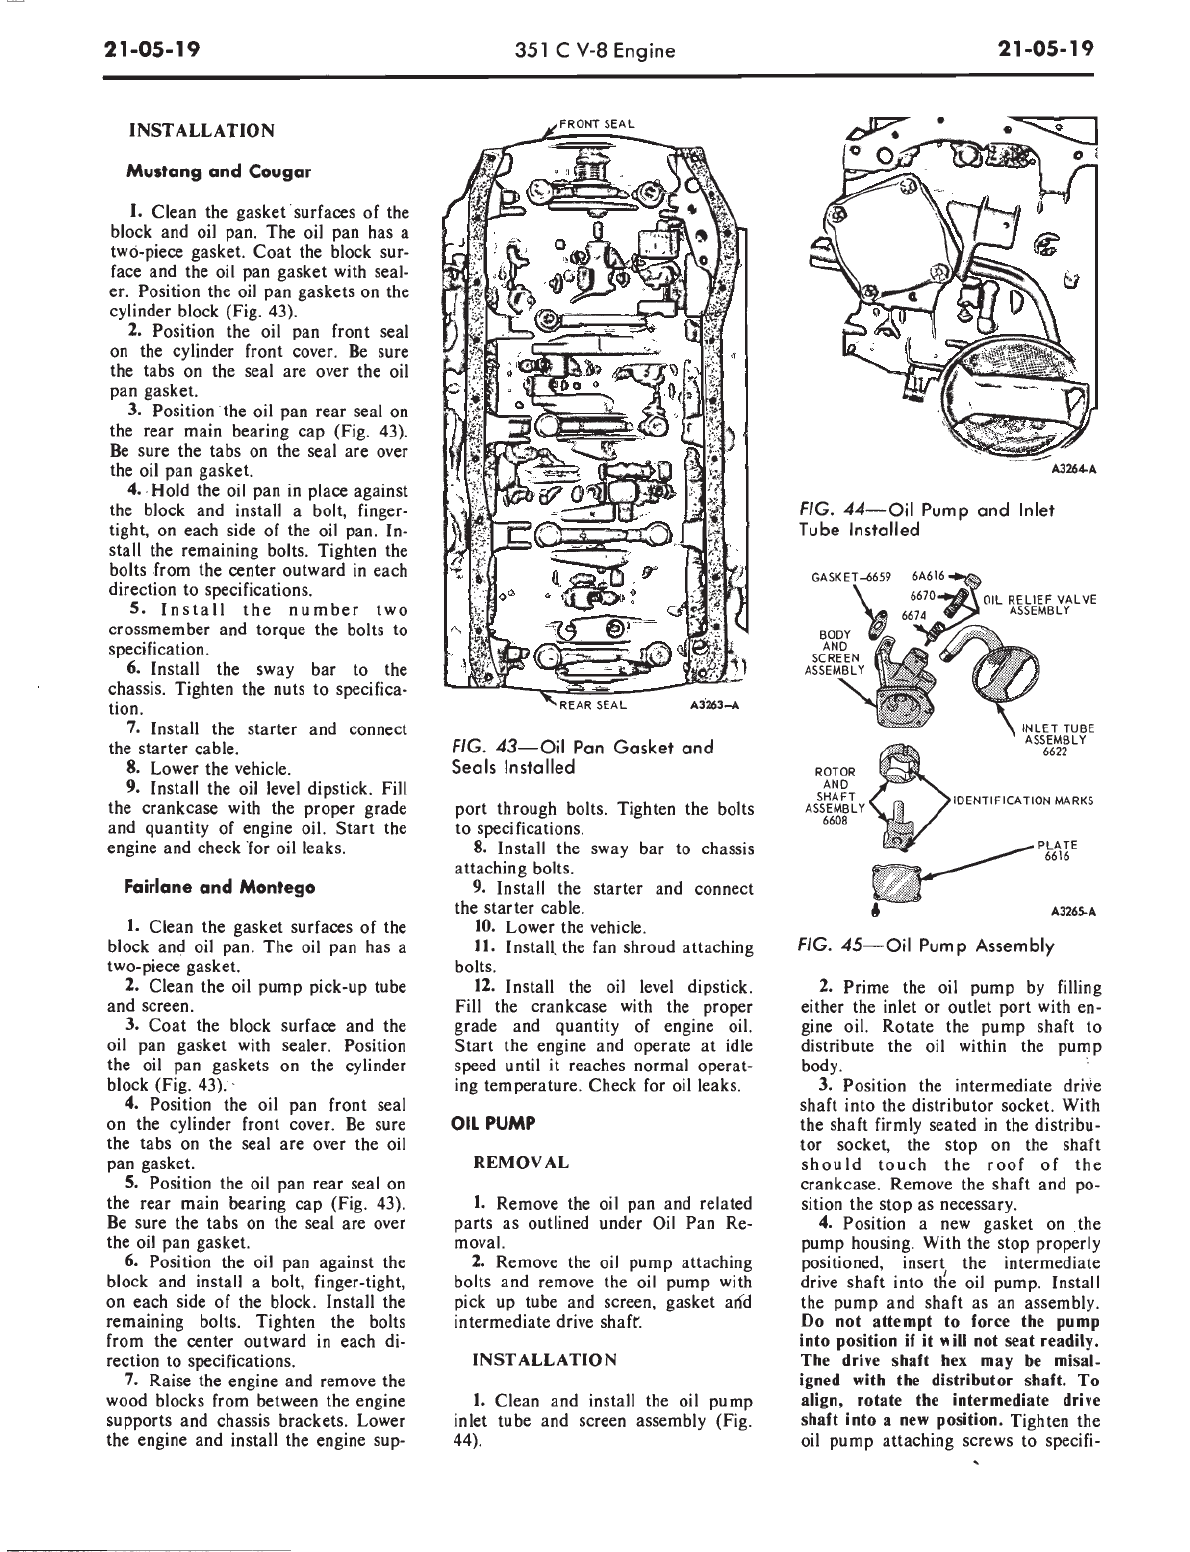 21-05-19
351 C V-8 Engine
21-05-19
INSTALLATION
Mustang and Cougar
1. Clean the gasket surfaces of the
block and oil pan. The oil pan has a
two-piece gasket. Coat the block sur-
face and the oil pan gasket with seal-
er. Position the oil pan gaskets on the
cylinder block (Fig. 43).
2. Position the oil pan front seal
on the cylinder front cover. Be sure
the tabs on the seal are over the oil
pan gasket.
3. Position the oil pan rear seal on
the rear main bearing cap (Fig. 43).
Be sure the tabs on the seal are over
the oil pan gasket.
4. Hold the oil pan in place against
the block and install a bolt, finger-
tight, on each side of the oil pan. In-
stall the remaining bolts. Tighten the
bolts from the center outward in each
direction to specifications.
5. Install the number two
crossmember and torque the bolts to
specification.
6. Install the sway bar to the
chassis. Tighten the nuts to specifica-
tion.
7. Install the starter and connect
the starter cable.
8. Lower the vehicle.
9. Install the oil level dipstick. Fill
the crankcase with the proper grade
and quantity of engine oil. Start the
engine and check for oil leaks.
Fairlane and Montego
1. Clean the gasket surfaces of the
block and oil pan. The oil pan has a
two-piece gasket.
2. Clean the oil pump pick-up tube
and screen.
3. Coat the block surface and the
oil pan gasket with sealer. Position
the oil pan gaskets on the cylinder
block (Fig. 43).
4. Position the oil pan front seal
on the cylinder front cover. Be sure
the tabs on the seal are over the oil
pan gasket.
5. Position the oil pan rear seal on
the rear main bearing cap (Fig. 43).
Be sure the tabs on the seal are over
the oil pan gasket.
6. Position the oil pan against the
block and install a bolt, finger-tight,
on each side of the block. Install the
remaining bolts. Tighten the bolts
from the center outward in each di-
rection to specifications.
7. Raise the engine and remove the
wood blocks from between the engine
supports and chassis brackets. Lower
the engine and install the engine sup-
FRONT SEAL
REAR SEAL
A3263-A
FIG. 43—Oil Pan Gasket and
Seals Installed
port through bolts. Tighten the bolts
to specifications.
8. Install the sway bar to chassis
attaching bolts.
9. Install the starter and connect
the starter cable.
10. Lower the vehicle.
11. Install the fan shroud attaching
bolts.
12. Install the oil level dipstick.
Fill the crankcase with the proper
grade and quantity of engine oil.
Start the engine and operate at idle
speed until it reaches normal operat-
ing temperature. Check for oil leaks.
OIL PUMP
REMOVAL
1. Remove the oil pan and related
parts as outlined under Oil Pan Re-
moval.
2. Remove the oil pump attaching
bolts and remove the oil pump with
pick up tube and screen, gasket and
intermediate drive shaft.
INSTALLATION
1. Clean and install the oil pump
inlet tube and screen assembly (Fig.
44).
A3264-A
FIG. 44—Oil Pump and Inlet
Tube Installed
GASKET-6659
6A616
6670
6674
OIL RELIEF VALVE
ASSEMBLY
BODY
AND
SCREEN
ASSEMBLY
INLET TUBE
ASSEMBLY
6622
ROTOR
AND
SHAFT
ASSEMBLY
6608
IDENTIFICATION MARKS
PLATE
6616
A3265-A
FIG. 45—Oil Pump Assembly
2. Prime the oil pump by filling
either the inlet or outlet port with en-
gine oil. Rotate the pump shaft to
distribute the oil within the pump
body.
3. Position the intermediate drive
shaft into the distributor socket. With
the shaft firmly seated in the distribu-
tor socket, the stop on the shaft
should touch the roof of the
crankcase. Remove the shaft and po-
sition the stop as necessary.
4. Position a new gasket on the
pump housing. With the stop properly
positioned, insert the intermediate
drive shaft into the oil pump. Install
the pump and shaft as an assembly.
Do not attempt to force the pump
into position if it will not seat readily.
The drive shaft hex may be misal-
igned with the distributor shaft. To
align, rotate the intermediate drive
shaft into a new position. Tighten the
oil pump attaching screws to specifi-